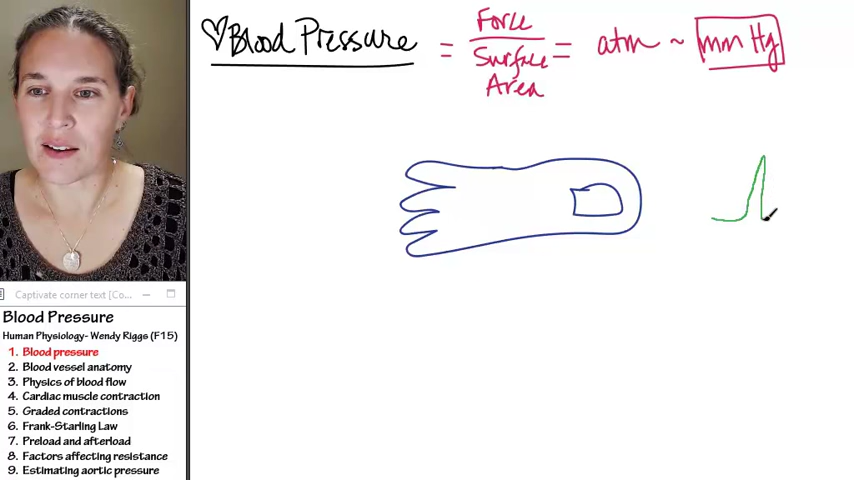 ♡Blood Pressure = Force / Surface Area = atm ~ mm Hg
Captivate corner text [Co...
Blood Pressure
Human Physiology- Wendy Riggs (F15)
1. Blood pressure
2. Blood vessel anatomy
3. Physics of blood flow
4. Cardiac muscle contraction
5. Graded contractions
6. Frank-Starling Law
7. Preload and afterload
8. Factors affecting resistance
9. Estimating aortic pressure